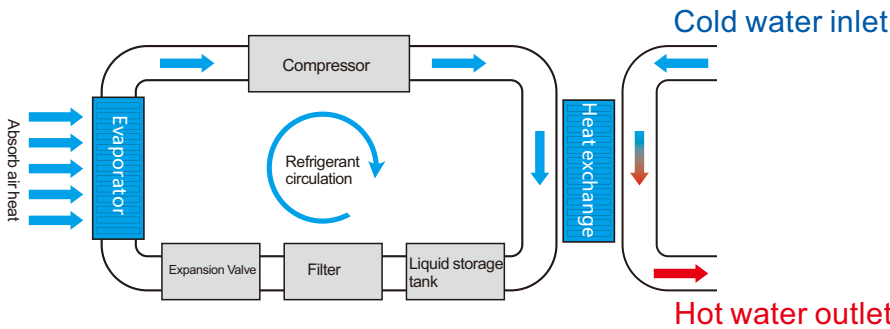 Cold water inlet
Compressor
Absorb air heat
Evaporator
Heat exchange
Refrigerant
circulation
Expansion Valve
Filter
Liquid storage
tank
Hot water outlet